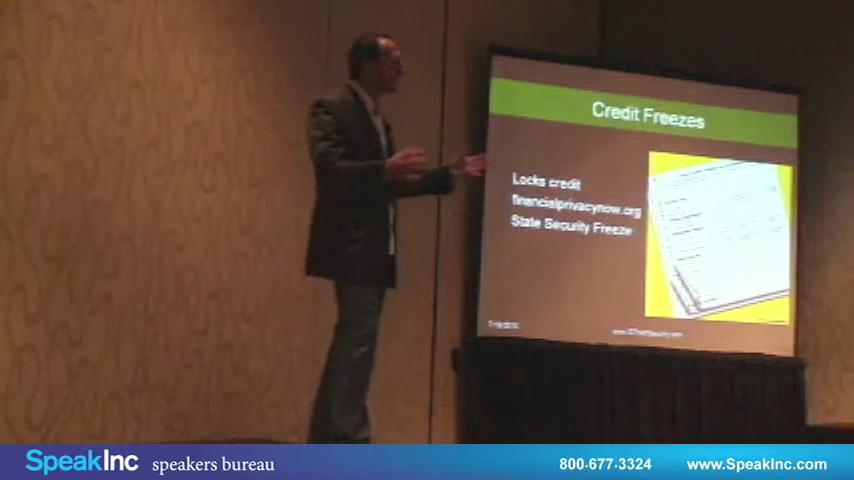 Credit Freezes
Locks credit
financialprivacynow.org
State Security Freeze
SpeakInc speakers bureau
800-677-3324 www.SpeakInc.com